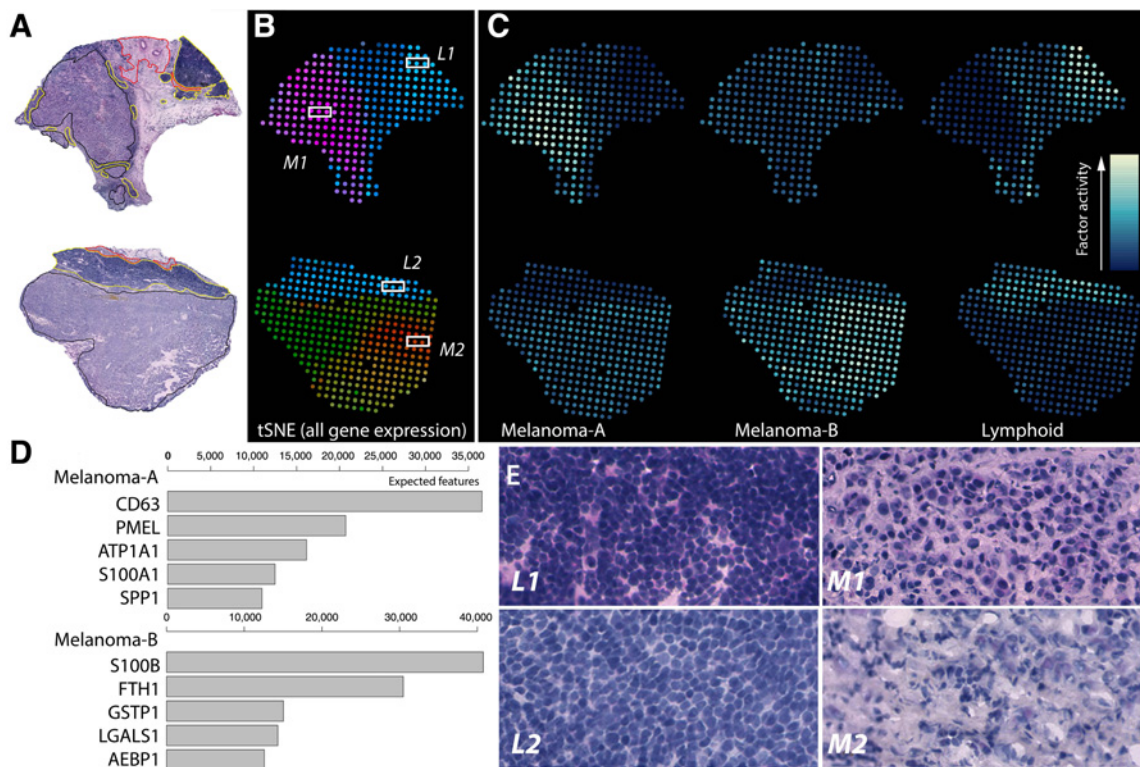 A
B
C
L1
M1
L2
M2
Factor activity
tSNE (all gene expression)
Melanoma-A
Melanoma-B
Lymphoid
D
0 5,000 10,000 15,000 20,000 25,000 30,000 35,000
Melanoma-A
Expected features
CD63
PMEL
ATP1A1
S100A1
SPP1
0 10,000 20,000 30,000 40,000
Melanoma-B
S100B
FTH1
GSTP1
LGALS1
AEBP1
E
L1
M1
L2
M2